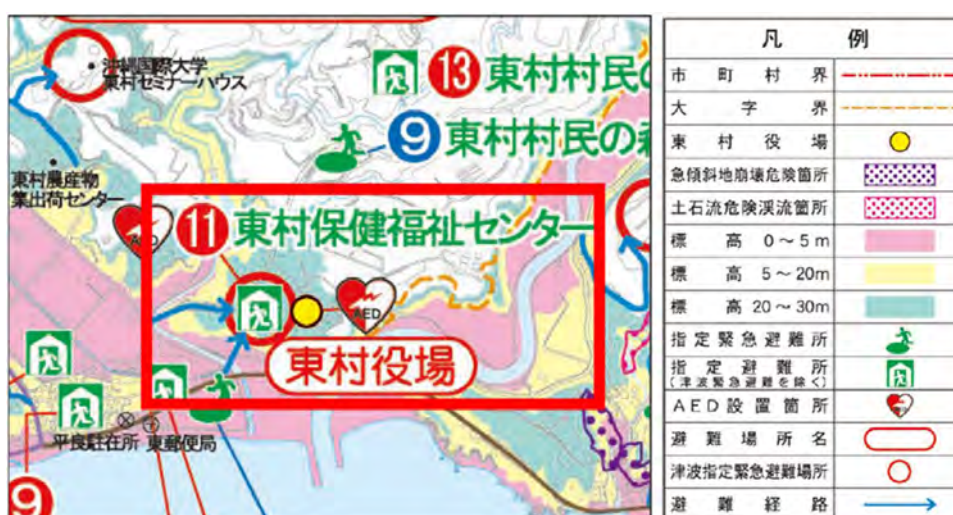 沖縄国際大学
東村セミナーハウス
13 東村村民の
9 東村村民の
東村農産物
集出荷センター
AED
11 東村保健福祉センター
AED
東村役場
平良駐在所
東郵便局
9
凡 例
市町村界
大字界
東村役場
急傾斜地崩壊危険箇所
土石流危険渓流箇所
標高 0～5m
標高 5～20m
標高 20～30m
指定緊急避難所
指定避難所
(津波緊急避難を除く)
AED設置箇所
避難場所名
津波指定緊急避難場所
避難経路